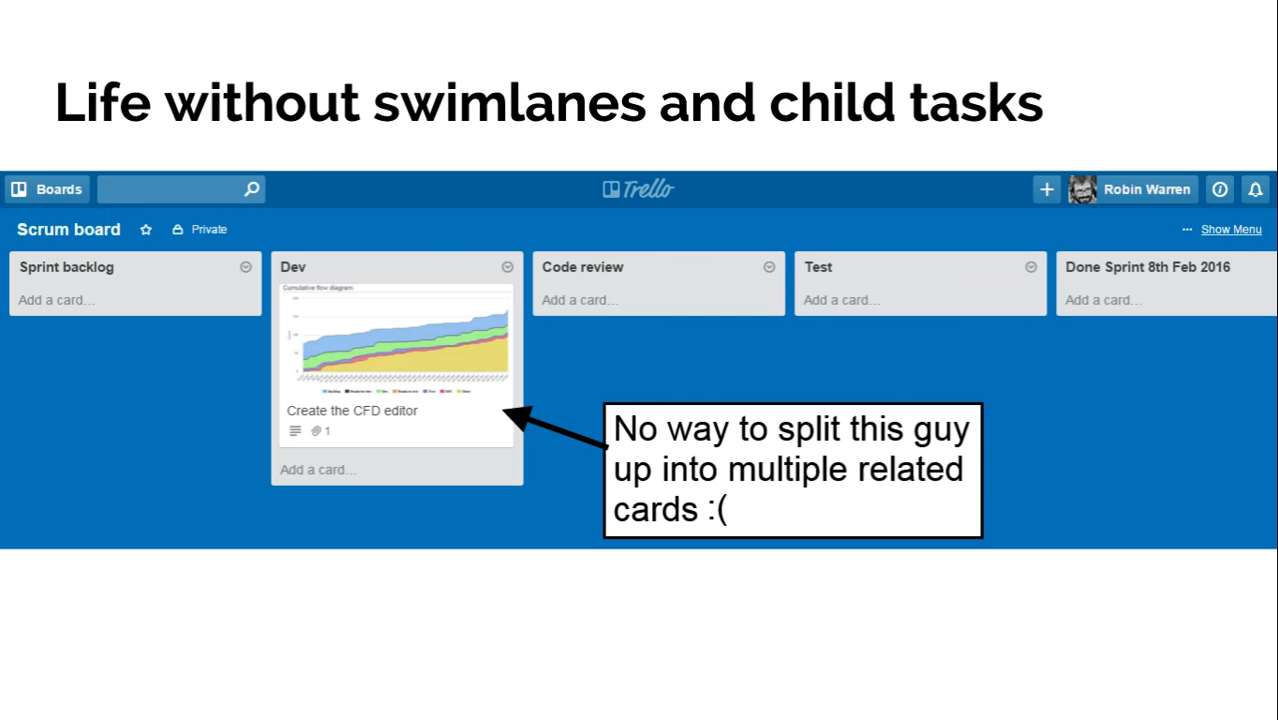 Life without swimlanes and child tasks
Boards
Trello
Robin Warren
Scrum board
Private
... Show Menu
Sprint backlog
Add a card...
Dev
Cumulative flow diagram
Create the CFD editor
1
Add a card...
Code review
Add a card...
Test
Add a card...
Done Sprint 8th Feb 2016
Add a card...
No way to split this guy
up into multiple related
cards :(